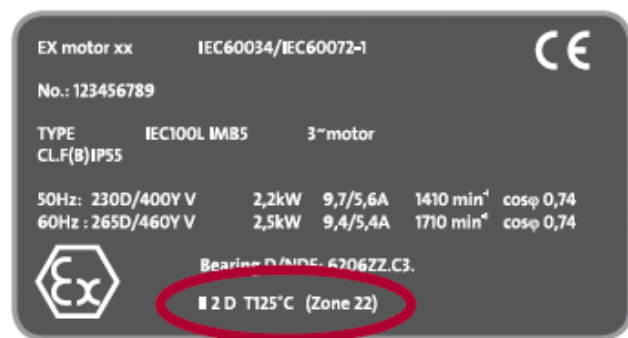 EX motor xx IEC60034/IEC60072-1 CE
No.: 123456789
TYPE IEC100L IMB5 3~motor
CL.F(B)IP55
50Hz: 230D/400Y V 2,2kW 9,7/5,6A 1410 min⁻¹ cosφ 0,74
60Hz : 265D/460Y V 2,5kW 9,4/5,4A 1710 min⁻¹ cosφ 0,74
Bearing D/NDE: 6206ZZ.C3.
Ex
II 2 D T125°C (Zone 22)